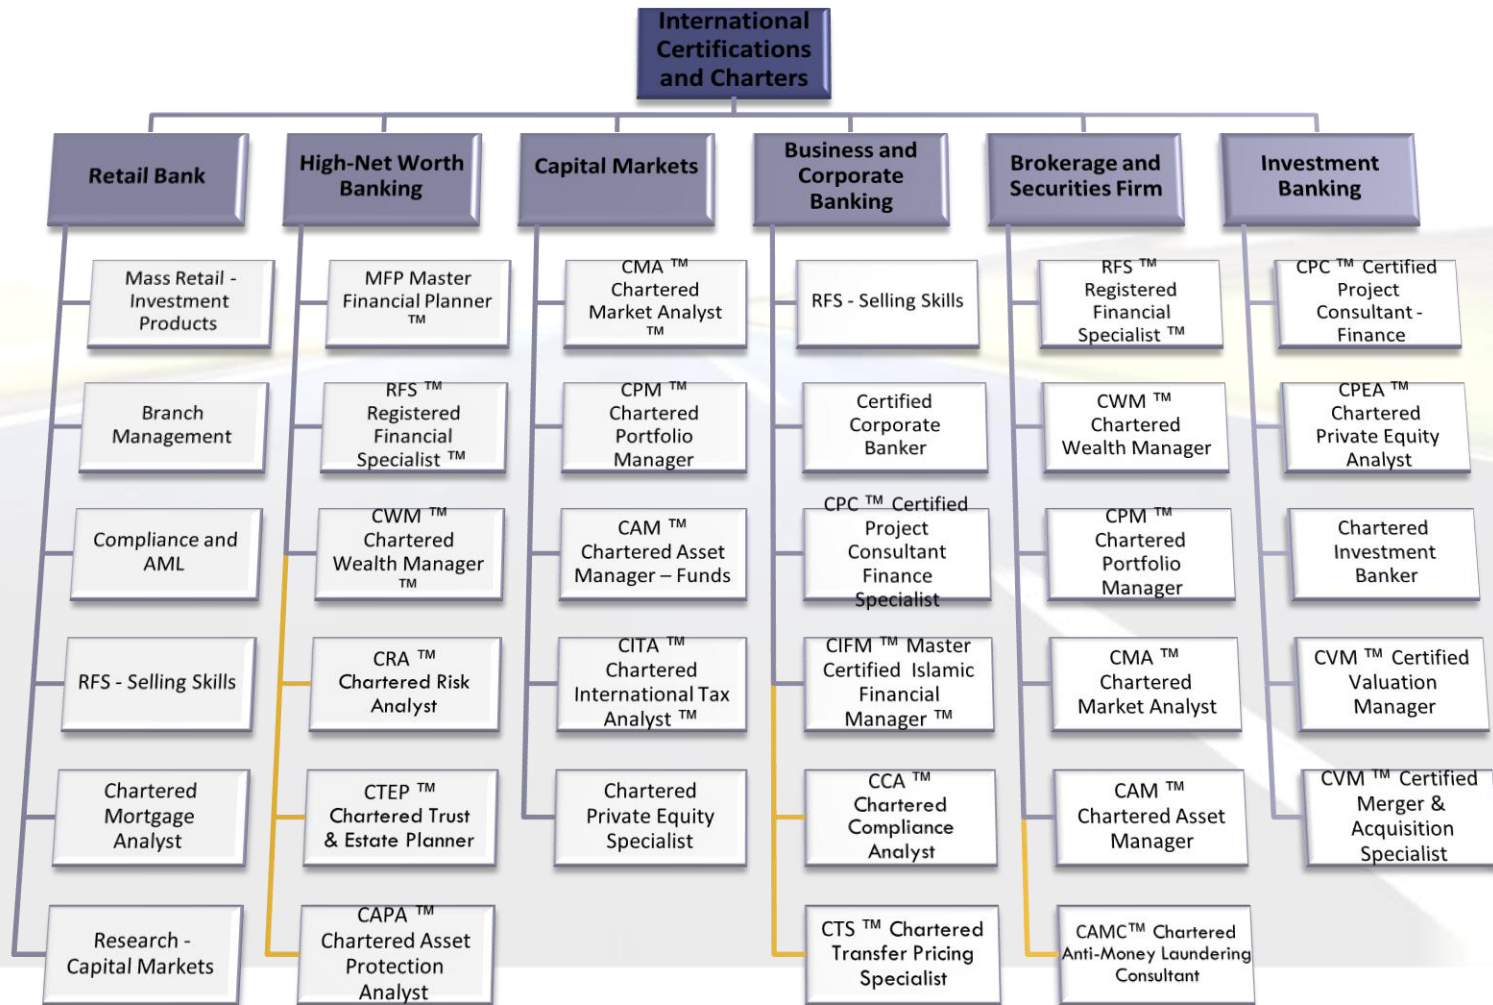 International
Certifications
and Charters
Retail Bank
High-Net Worth
Banking
Capital Markets
Business and
Corporate
Banking
Brokerage and
Securities Firm
Investment
Banking
Mass Retail -
Investment
Products
Branch
Management
Compliance and
AML
RFS - Selling Skills
Chartered
Mortgage
Analyst
Research -
Capital Markets
MFP Master
Financial Planner
™
RFS ™
Registered
Financial
Specialist ™
CWM ™
Chartered
Wealth Manager
™
CRA ™
Chartered Risk
Analyst
CTEP ™
Chartered Trust
& Estate Planner
CAPA ™
Chartered Asset
Protection
Analyst
CMA ™
Chartered
Market Analyst
™
CPM ™
Chartered
Portfolio
Manager
CAM ™
Chartered Asset
Manager – Funds
CITA ™
Chartered
International Tax
Analyst ™
Chartered
Private Equity
Specialist
RFS - Selling Skills
Certified
Corporate
Banker
CPC ™ Certified
Project
Consultant
Finance
Specialist
CIFM ™ Master
Certified Islamic
Financial
Manager ™
CCA ™
Chartered
Compliance
Analyst
CTS ™ Chartered
Transfer Pricing
Specialist
RFS ™
Registered
Financial
Specialist ™
CWM ™
Chartered
Wealth Manager
CPM ™
Chartered
Portfolio
Manager
CMA ™
Chartered
Market Analyst
CAM ™
Chartered Asset
Manager
CAMC™ Chartered
Anti-Money Laundering
Consultant
CPC ™ Certified
Project
Consultant -
Finance
CPEA ™
Chartered
Private Equity
Analyst
Chartered
Investment
Banker
CVM ™ Certified
Valuation
Manager
CVM ™ Certified
Merger &
Acquisition
Specialist